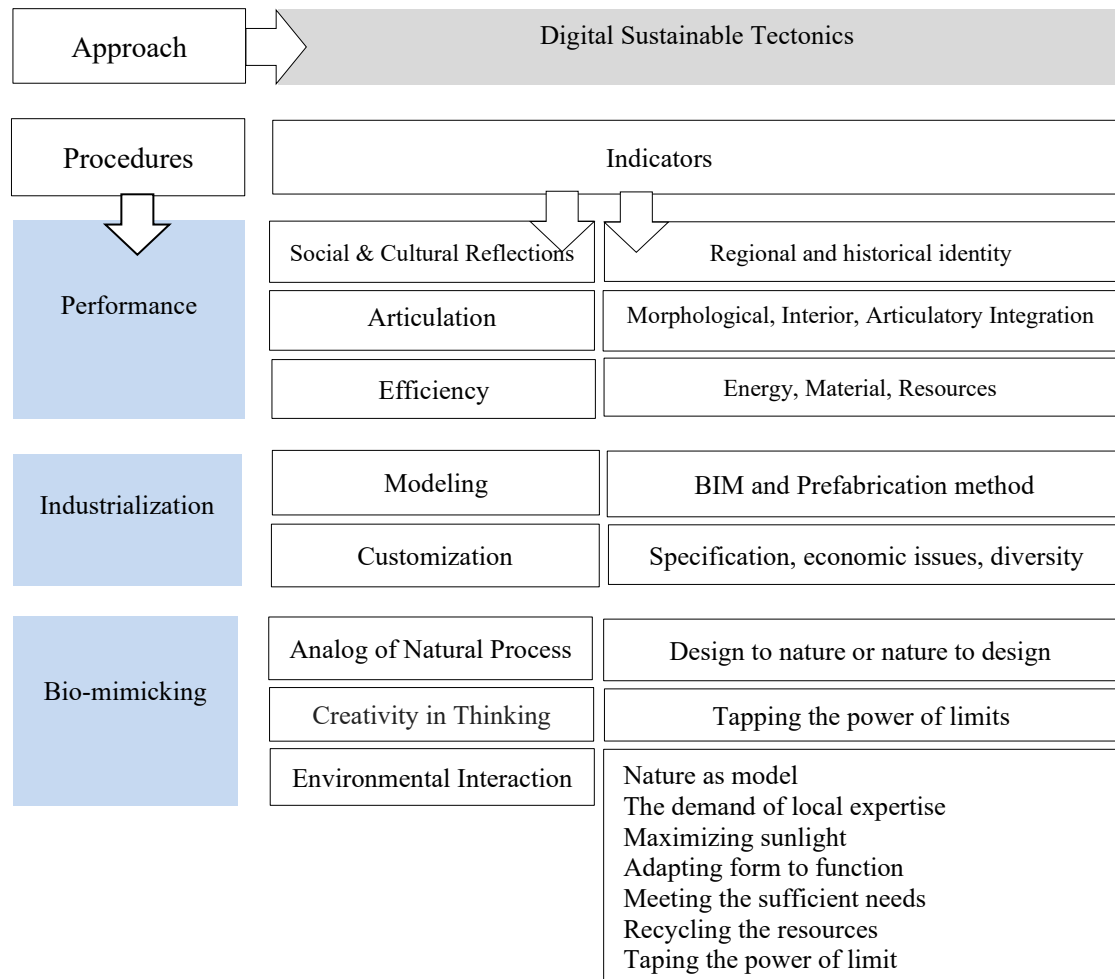 Approach
Digital Sustainable Tectonics
Procedures
Indicators
Performance
Social & Cultural Reflections
Regional and historical identity
Articulation
Morphological, Interior, Articulatory Integration
Efficiency
Energy, Material, Resources
Industrialization
Modeling
BIM and Prefabrication method
Customization
Specification, economic issues, diversity
Bio-mimicking
Analog of Natural Process
Design to nature or nature to design
Creativity in Thinking
Tapping the power of limits
Environmental Interaction
Nature as model
The demand of local expertise
Maximizing sunlight
Adapting form to function
Meeting the sufficient needs
Recycling the resources
Taping the power of limit